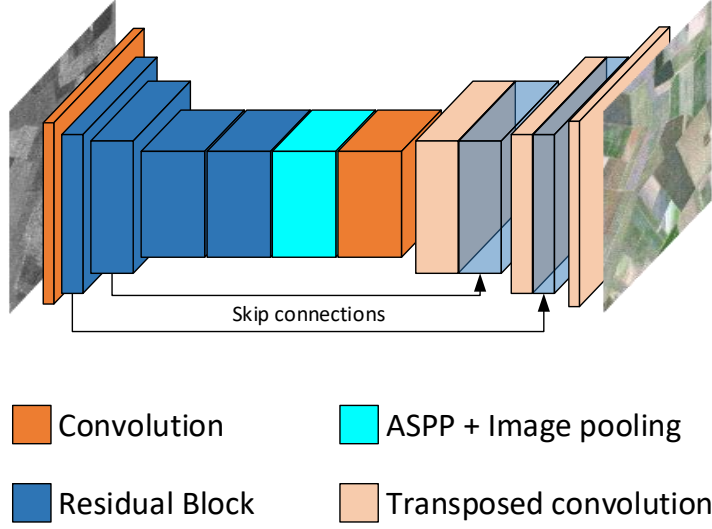 Skip connections
Convolution
ASPP + Image pooling
Residual Block
Transposed convolution